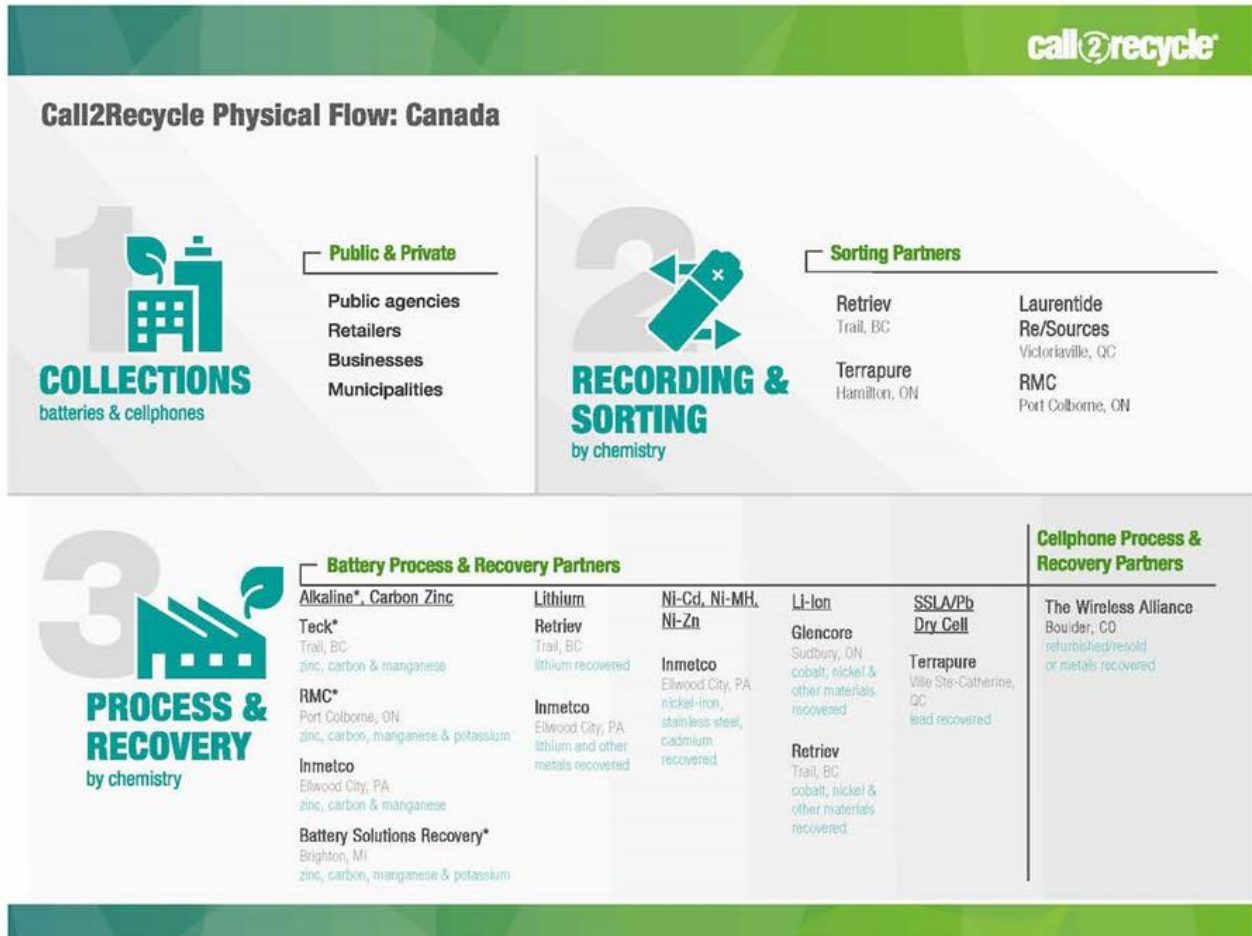 call2recycle®
Call2Recycle Physical Flow: Canada
1
COLLECTIONS
batteries & cellphones
Public & Private
Public agencies
Retailers
Businesses
Municipalities
2
RECORDING &
SORTING
by chemistry
Sorting Partners
Retriev
Trail, BC
Terrapure
Hamilton, ON
Laurentide
Re/Sources
Victoriaville, QC
RMC
Port Colborne, ON
3
PROCESS &
RECOVERY
by chemistry
Battery Process & Recovery Partners
Alkaline*, Carbon Zinc
Teck*
Trail, BC
zinc, carbon & manganese
RMC*
Port Colborne, ON
zinc, carbon, manganese & potassium
Inmetco
Ellwood City, PA
zinc, carbon & manganese
Battery Solutions Recovery*
Brighton, MI
zinc, carbon, manganese & potassium
Lithium
Retriev
Trail, BC
lithium recovered
Inmetco
Ellwood City, PA
lithium and other
metals recovered
Ni-Cd, Ni-MH,
Ni-Zn
Inmetco
Ellwood City, PA
nickel-iron,
stainless steel,
cadmium
recovered
Li-Ion
Glencore
Sudbury, ON
cobalt, nickel &
other materials
recovered
Retriev
Trail, BC
cobalt, nickel &
other materials
recovered
SSLA/Pb
Dry Cell
Terrapure
Ville Ste-Catherine,
QC
lead recovered
Cellphone Process &
Recovery Partners
The Wireless Alliance
Boulder, CO
refurbished/resold
or metals recovered